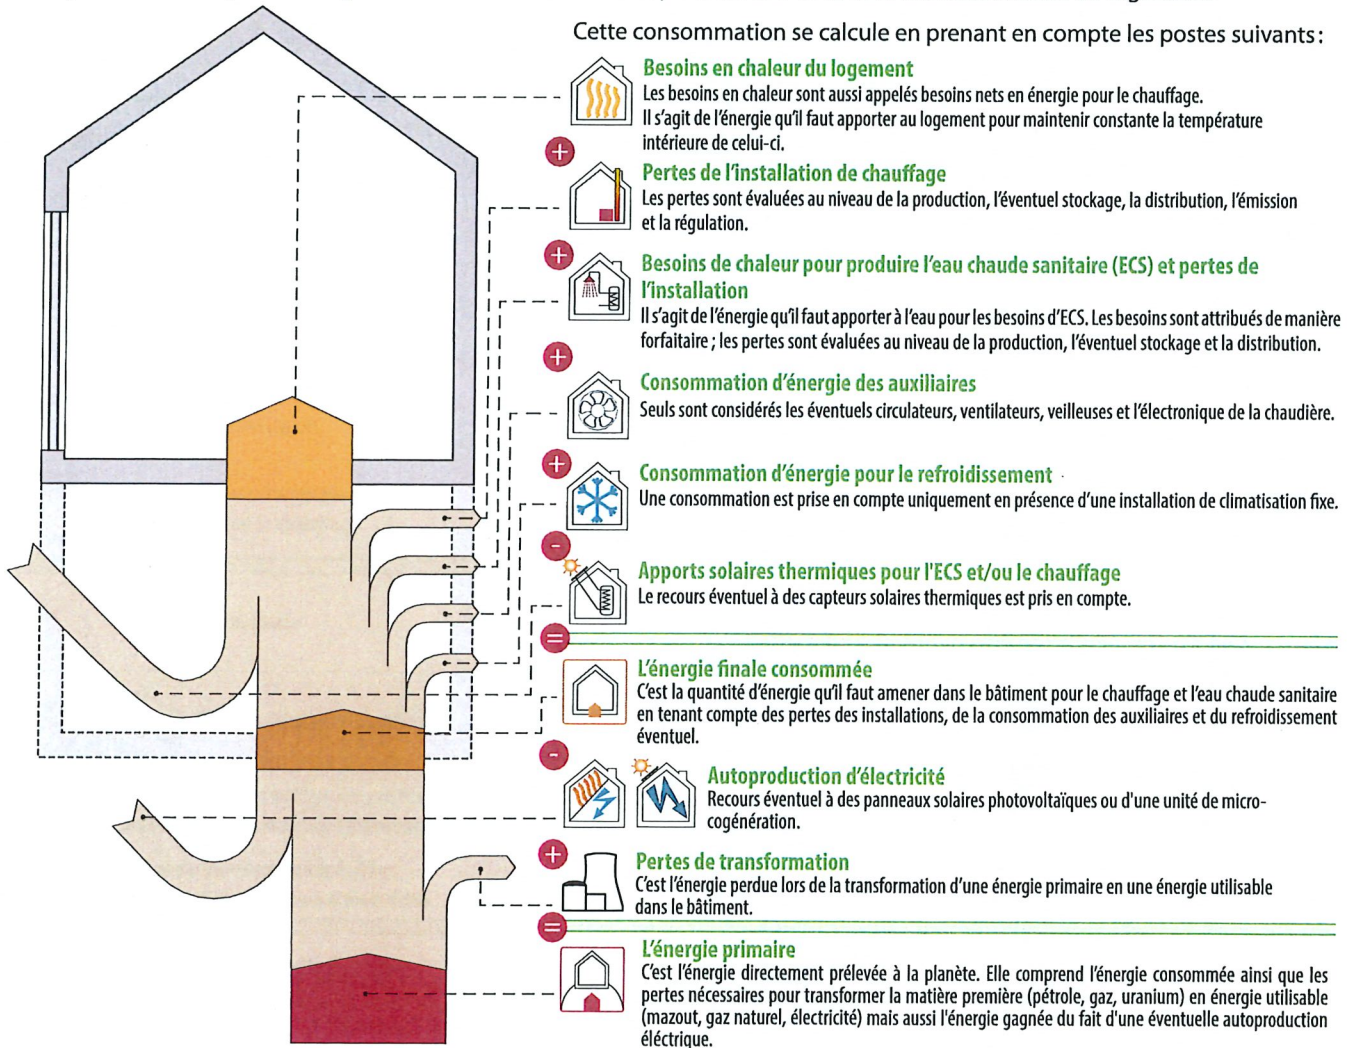 Cette consommation se calcule en prenant en compte les postes suivants :
Besoins en chaleur du logement
Les besoins en chaleur sont aussi appelés besoins nets en énergie pour le chauffage.
Il s'agit de l'énergie qu'il faut apporter au logement pour maintenir constante la température
intérieure de celui-ci.
+
Pertes de l'installation de chauffage
Les pertes sont évaluées au niveau de la production, l'éventuel stockage, la distribution, l'émission
et la régulation.
+
Besoins de chaleur pour produire l'eau chaude sanitaire (ECS) et pertes de
l'installation
Il s'agit de l'énergie qu'il faut apporter à l'eau pour les besoins d'ECS. Les besoins sont attribués de manière
forfaitaire ; les pertes sont évaluées au niveau de la production, l'éventuel stockage et la distribution.
+
Consommation d'énergie des auxiliaires
Seuls sont considérés les éventuels circulateurs, ventilateurs, veilleuses et l'électronique de la chaudière.
+
Consommation d'énergie pour le refroidissement
Une consommation est prise en compte uniquement en présence d'une installation de climatisation fixe.
-
Apports solaires thermiques pour l'ECS et/ou le chauffage
Le recours éventuel à des capteurs solaires thermiques est pris en compte.
=
L'énergie finale consommée
C'est la quantité d'énergie qu'il faut amener dans le bâtiment pour le chauffage et l'eau chaude sanitaire
en tenant compte des pertes des installations, de la consommation des auxiliaires et du refroidissement
éventuel.
-
Autoproduction d'électricité
Recours éventuel à des panneaux solaires photovoltaïques ou d'une unité de micro-
cogénération.
+
Pertes de transformation
C'est l'énergie perdue lors de la transformation d'une énergie primaire en une énergie utilisable
dans le bâtiment.
=
L'énergie primaire
C'est l'énergie directement prélevée à la planète. Elle comprend l'énergie consommée ainsi que les
pertes nécessaires pour transformer la matière première (pétrole, gaz, uranium) en énergie utilisable
(mazout, gaz naturel, électricité) mais aussi l'énergie gagnée du fait d'une éventuelle autoproduction
éléctrique.